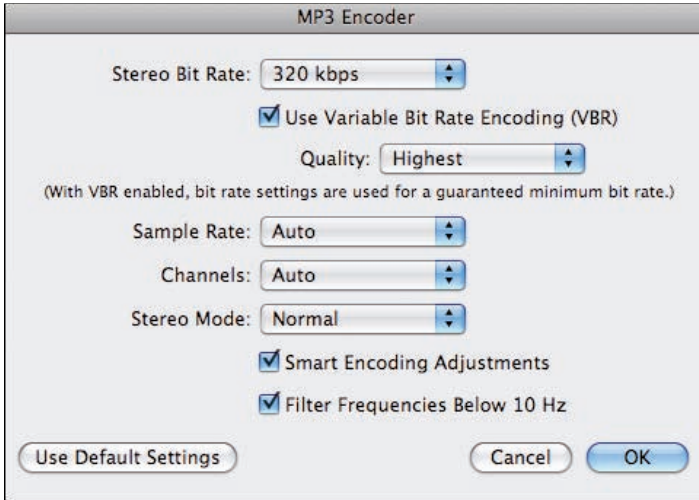 MP3 Encoder
Stereo Bit Rate: 320 kbps
Use Variable Bit Rate Encoding (VBR)
Quality: Highest
(With VBR enabled, bit rate settings are used for a guaranteed minimum bit rate.)
Sample Rate: Auto
Channels: Auto
Stereo Mode: Normal
Smart Encoding Adjustments
Filter Frequencies Below 10 Hz
Use Default Settings Cancel OK